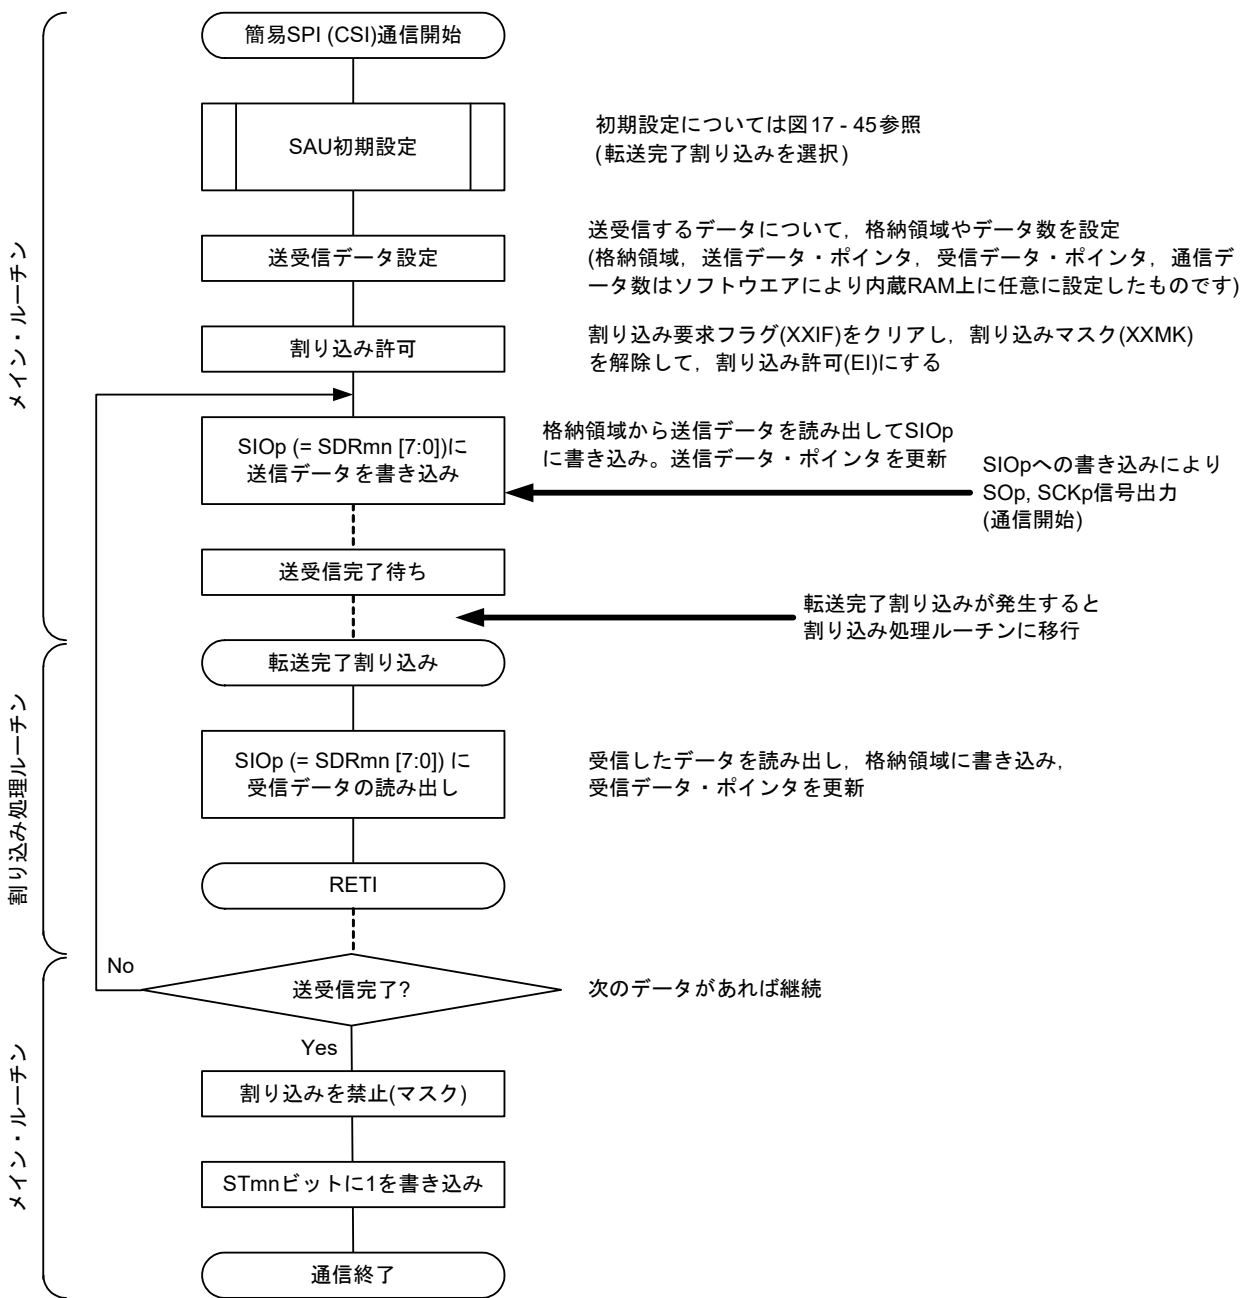 簡易SPI (CSI)通信開始
SAU初期設定
初期設定については図17 - 45参照
(転送完了割り込みを選択)
送受信データ設定
送受信するデータについて，格納領域やデータ数を設定
(格納領域，送信データ・ポインタ，受信データ・ポインタ，通信デ
ータ数はソフトウエアにより内蔵RAM上に任意に設定したものです)
メイン・ルーチン
割り込み許可
割り込み要求フラグ(XXIF)をクリアし，割り込みマスク(XXMK)
を解除して，割り込み許可(EI)にする
SIOp (= SDRmn [7:0])に
送信データを書き込み
格納領域から送信データを読み出してSIOp
に書き込み。送信データ・ポインタを更新
SIOpへの書き込みにより
SOp, SCKp信号出力
(通信開始)
送受信完了待ち
転送完了割り込みが発生すると
割り込み処理ルーチンに移行
転送完了割り込み
割り込み処理ルーチン
SIOp (= SDRmn [7:0]) に
受信データの読み出し
受信したデータを読み出し，格納領域に書き込み，
受信データ・ポインタを更新
RETI
No
送受信完了?
次のデータがあれば継続
Yes
メイン・ルーチン
割り込みを禁止(マスク)
STmnビットに1を書き込み
通信終了